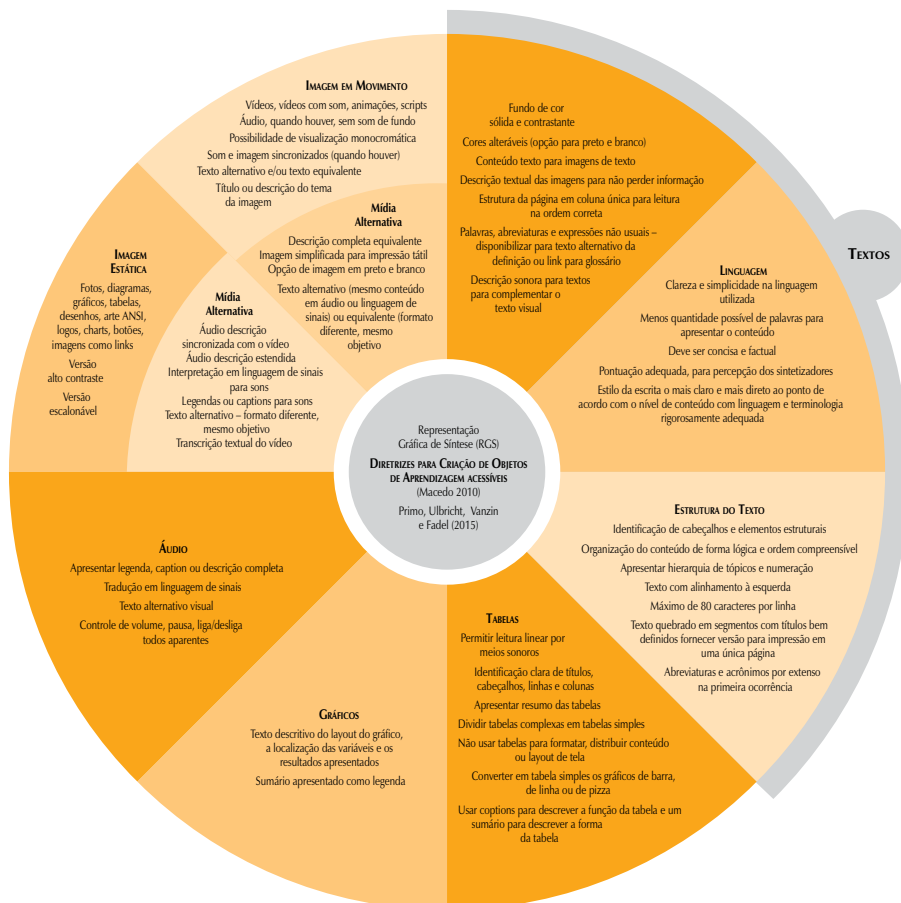 Imagem em Movimento
Vídeos, vídeos com som, animações, scripts
Áudio, quando houver, sem som de fundo
Possibilidade de visualização monocromática
Som e imagem sincronizados (quando houver)
Texto alternativo e/ou texto equivalente
Título ou descrição do tema
da imagem
Mídia
Alternativa
Descrição completa equivalente
Imagem simplificada para impressão tátil
Opção de imagem em preto e branco
Texto alternativo (mesmo conteúdo
em áudio ou linguagem de
sinais) ou equivalente (formato
diferente, mesmo
objetivo
Fundo de cor
sólida e contrastante
Cores alteráveis (opção para preto e branco)
Conteúdo texto para imagens de texto
Descrição textual das imagens para não perder informação
Estrutura da página em coluna única para leitura
na ordem correta
Palavras, abreviaturas e expressões não usuais –
disponibilizar para texto alternativo da
definição ou link para glossário
Descrição sonora para textos
para complementar o
texto visual
Textos
Linguagem
Clareza e simplicidade na linguagem
utilizada
Menos quantidade possível de palavras para
apresentar o conteúdo
Deve ser concisa e factual
Pontuação adequada, para percepção dos sintetizadores
Estilo da escrita o mais claro e mais direto ao ponto de
acordo com o nível de conteúdo com linguagem e terminologia
rigorosamente adequada
Imagem
Estática
Fotos, diagramas,
gráficos, tabelas,
desenhos, arte ANSI,
logos, charts, botões,
imagens como links
Versão
alto contraste
Versão
escalonável
Mídia
Alternativa
Áudio descrição
sincronizada com o vídeo
Áudio descrição estendida
Interpretação em linguagem de sinais
para sons
Legendas ou captions para sons
Texto alternativo – formato diferente,
mesmo objetivo
Transcrição textual do vídeo
Representação
Gráfica de Síntese (RGS)
Diretrizes para Criação de Objetos
de Aprendizagem acessíveis
(Macedo 2010)
Primo, Ulbricht, Vanzin
e Fadel (2015)
Estrutura do Texto
Identificação de cabeçalhos e elementos estruturais
Organização do conteúdo de forma lógica e ordem compreensível
Apresentar hierarquia de tópicos e numeração
Texto com alinhamento à esquerda
Máximo de 80 caracteres por linha
Texto quebrado em segmentos com títulos bem
definidos fornecer versão para impressão em
uma única página
Abreviaturas e acrônimos por extenso
na primeira ocorrência
Áudio
Apresentar legenda, caption ou descrição completa
Tradução em linguagem de sinais
Texto alternativo visual
Controle de volume, pausa, liga/desliga
todos aparentes
Tabelas
Permitir leitura linear por
meios sonoros
Identificação clara de títulos,
cabeçalhos, linhas e colunas
Apresentar resumo das tabelas
Dividir tabelas complexas em tabelas simples
Não usar tabelas para formatar, distribuir conteúdo
ou layout de tela
Converter em tabela simples os gráficos de barra,
de linha ou de pizza
Usar coptions para descrever a função da tabela e um
sumário para descrever a forma
da tabela
Gráficos
Texto descritivo do layout do gráfico,
a localização das variáveis e os
resultados apresentados
Sumário apresentado como legenda